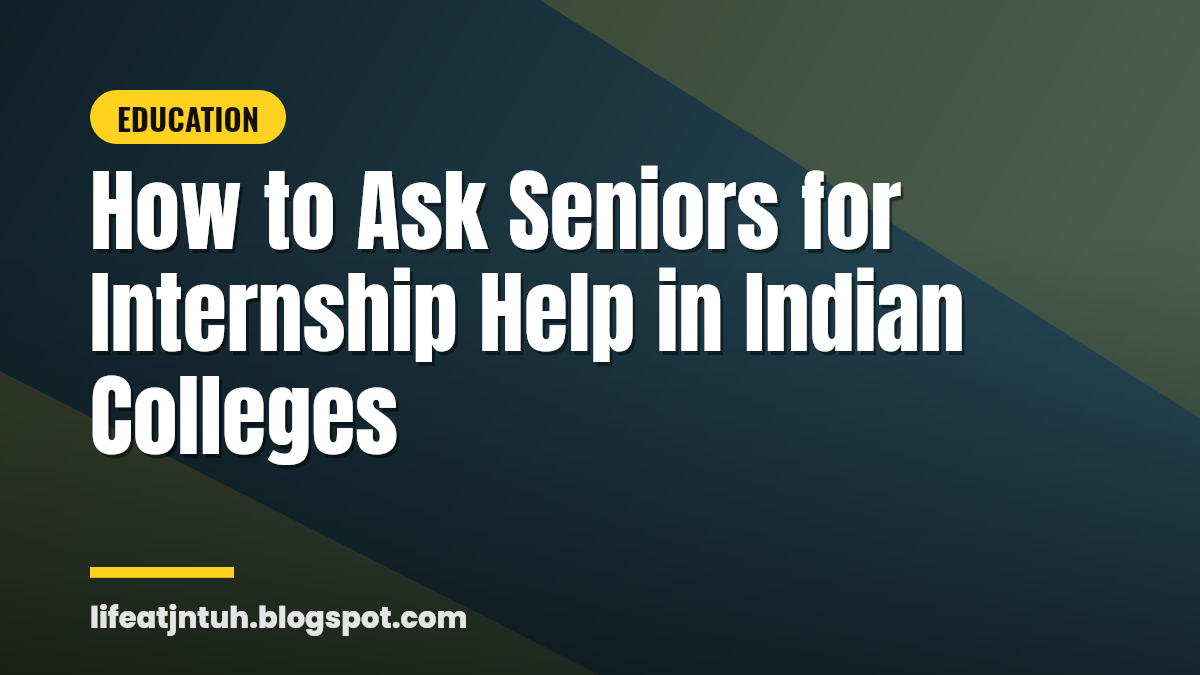 EDUCATION
How to Ask Seniors for
Internship Help in Indian
Colleges
lifeatjntuh.blogspot.com